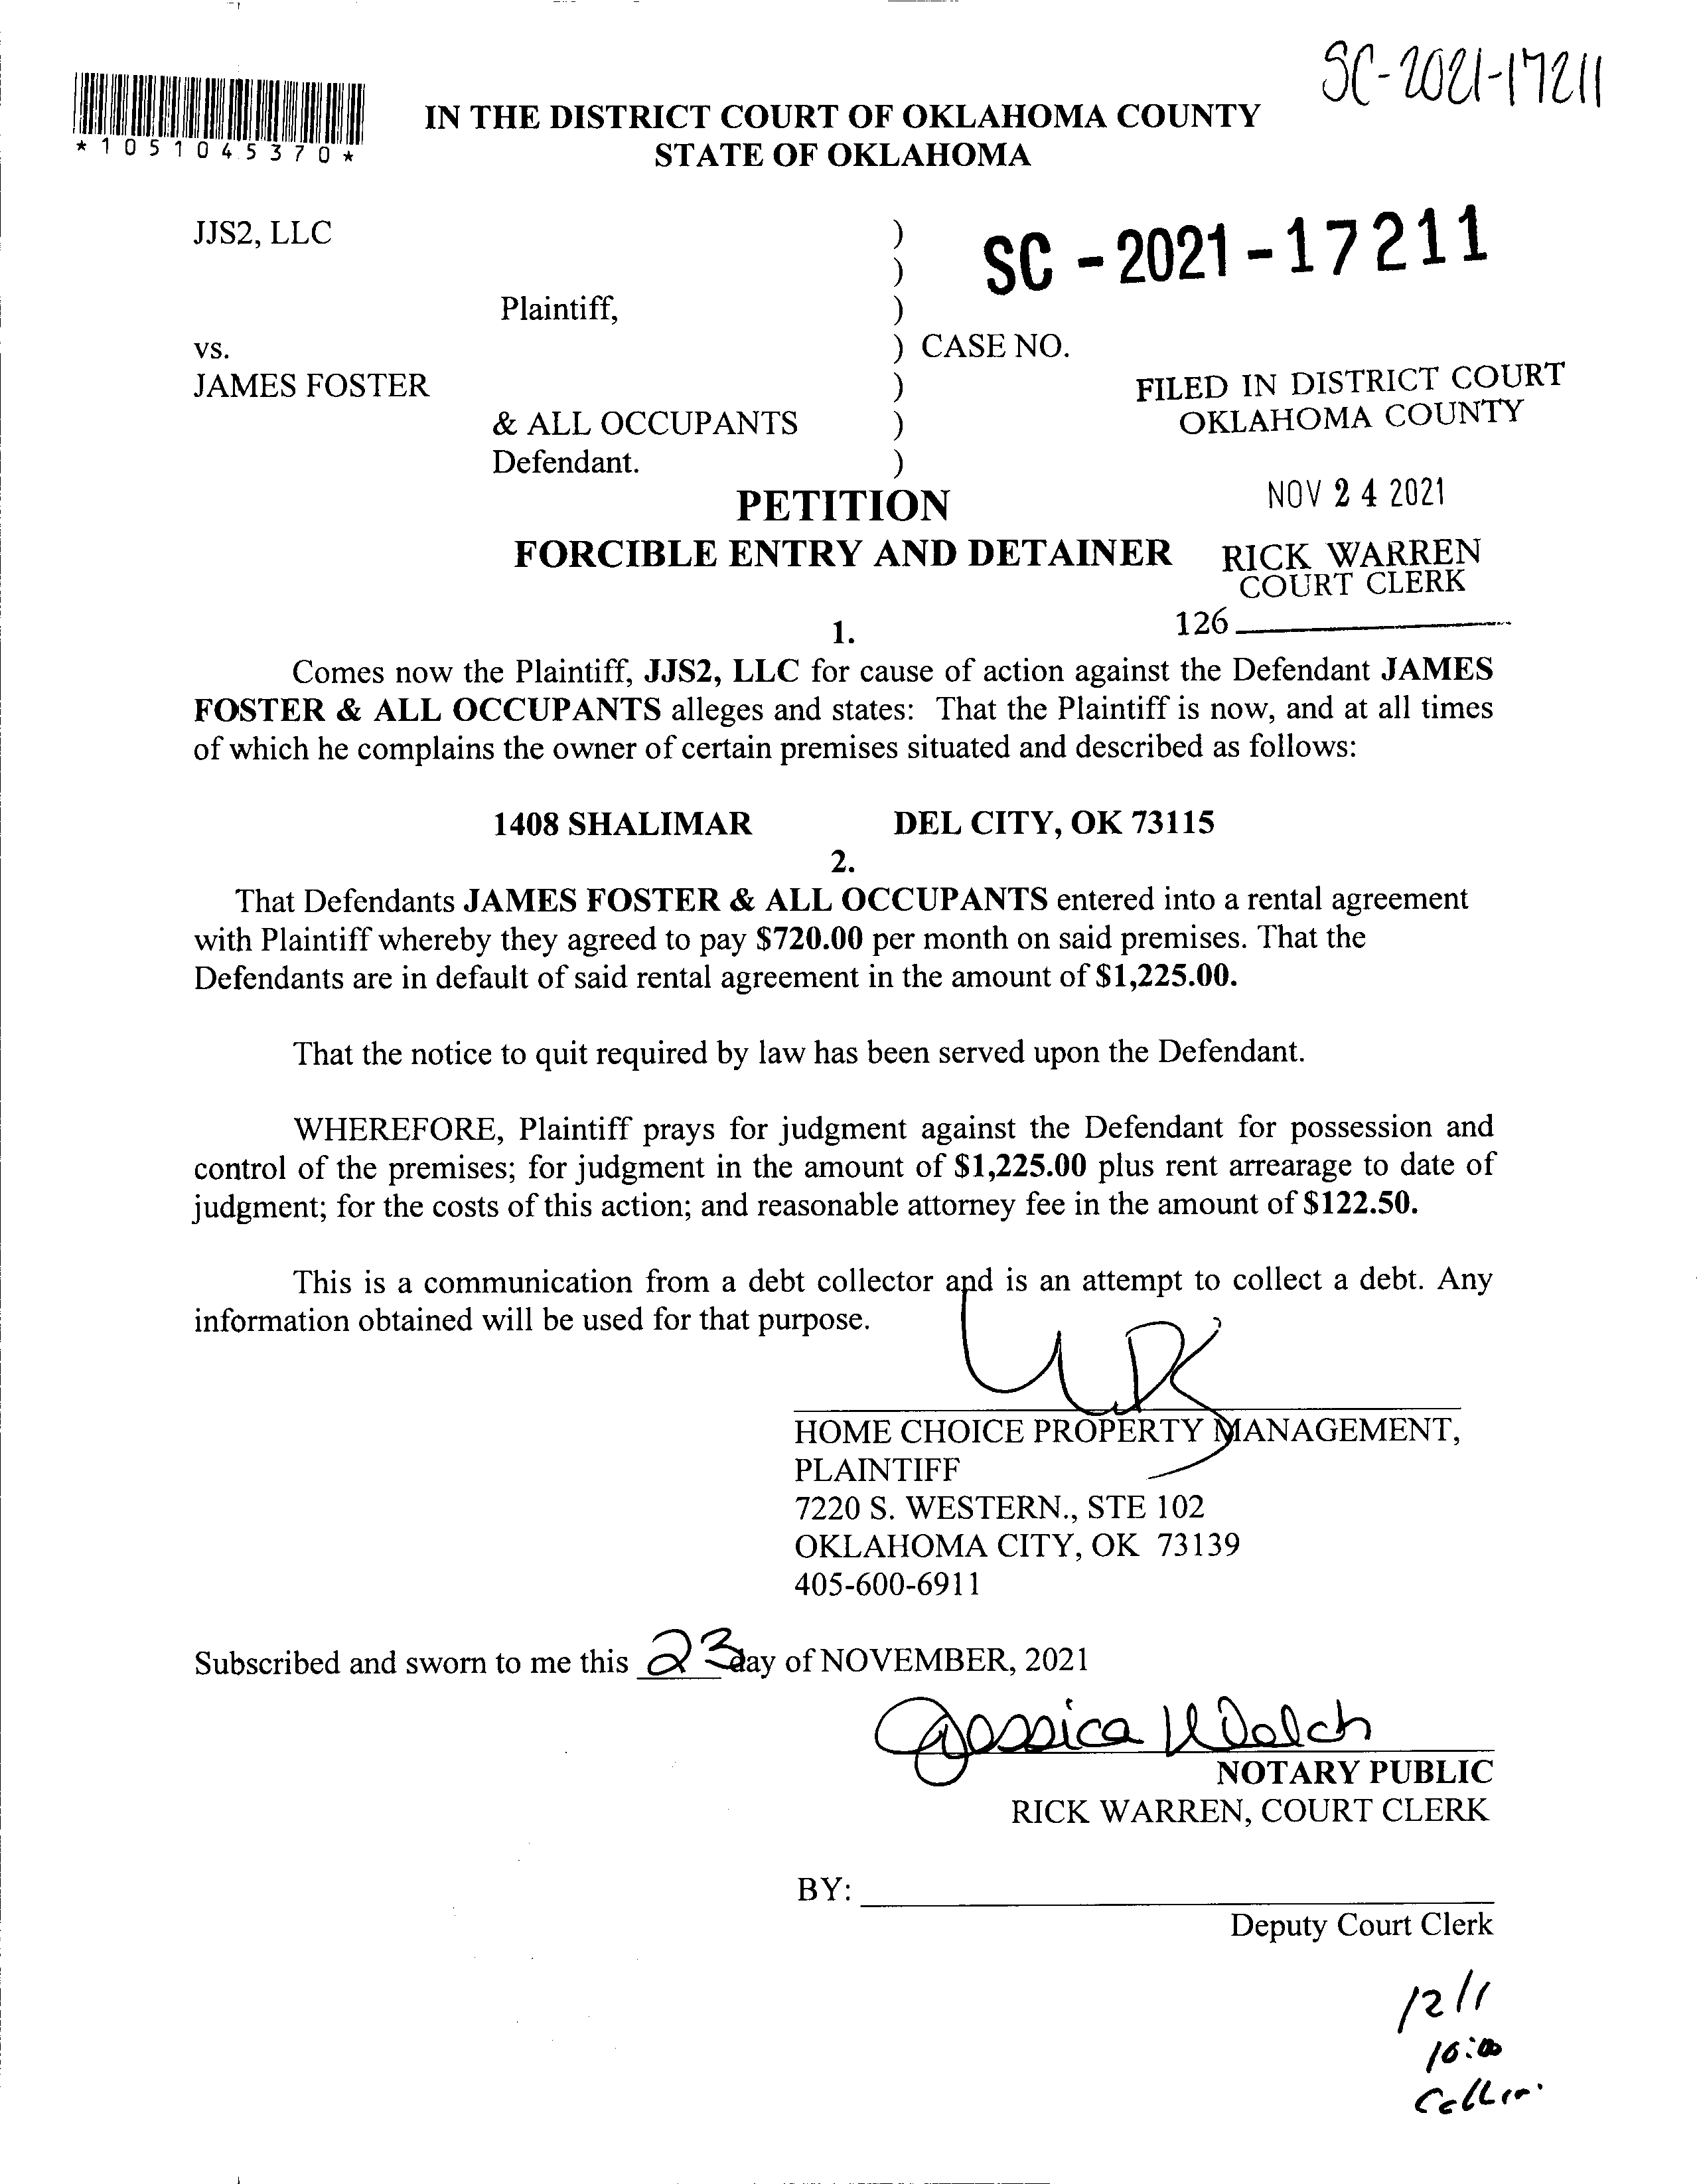 SC-2021-17211
*1051045370*
IN THE DISTRICT COURT OF OKLAHOMA COUNTY
STATE OF OKLAHOMA
JJS2, LLC )
)
SC - 2021 - 17211
Plaintiff, )
vs. ) CASE NO.
JAMES FOSTER )
FILED IN DISTRICT COURT
& ALL OCCUPANTS )
OKLAHOMA COUNTY
Defendant. )
NOV 24 2021
PETITION
FORCIBLE ENTRY AND DETAINER
RICK WARREN
COURT CLERK
126
1.
Comes now the Plaintiff, JJS2, LLC for cause of action against the Defendant JAMES
FOSTER & ALL OCCUPANTS alleges and states: That the Plaintiff is now, and at all times
of which he complains the owner of certain premises situated and described as follows:
1408 SHALIMAR DEL CITY, OK 73115
2.
That Defendants JAMES FOSTER & ALL OCCUPANTS entered into a rental agreement
with Plaintiff whereby they agreed to pay $720.00 per month on said premises. That the
Defendants are in default of said rental agreement in the amount of $1,225.00.
That the notice to quit required by law has been served upon the Defendant.
WHEREFORE, Plaintiff prays for judgment against the Defendant for possession and
control of the premises; for judgment in the amount of $1,225.00 plus rent arrearage to date of
judgment; for the costs of this action; and reasonable attorney fee in the amount of $122.50.
This is a communication from a debt collector and is an attempt to collect a debt. Any
information obtained will be used for that purpose.
HOME CHOICE PROPERTY MANAGEMENT,
PLAINTIFF
7220 S. WESTERN., STE 102
OKLAHOMA CITY, OK 73139
405-600-6911
Subscribed and sworn to me this 23 day of NOVEMBER, 2021
Jessica Welch
NOTARY PUBLIC
RICK WARREN, COURT CLERK
BY:
Deputy Court Clerk
12/1
10:00